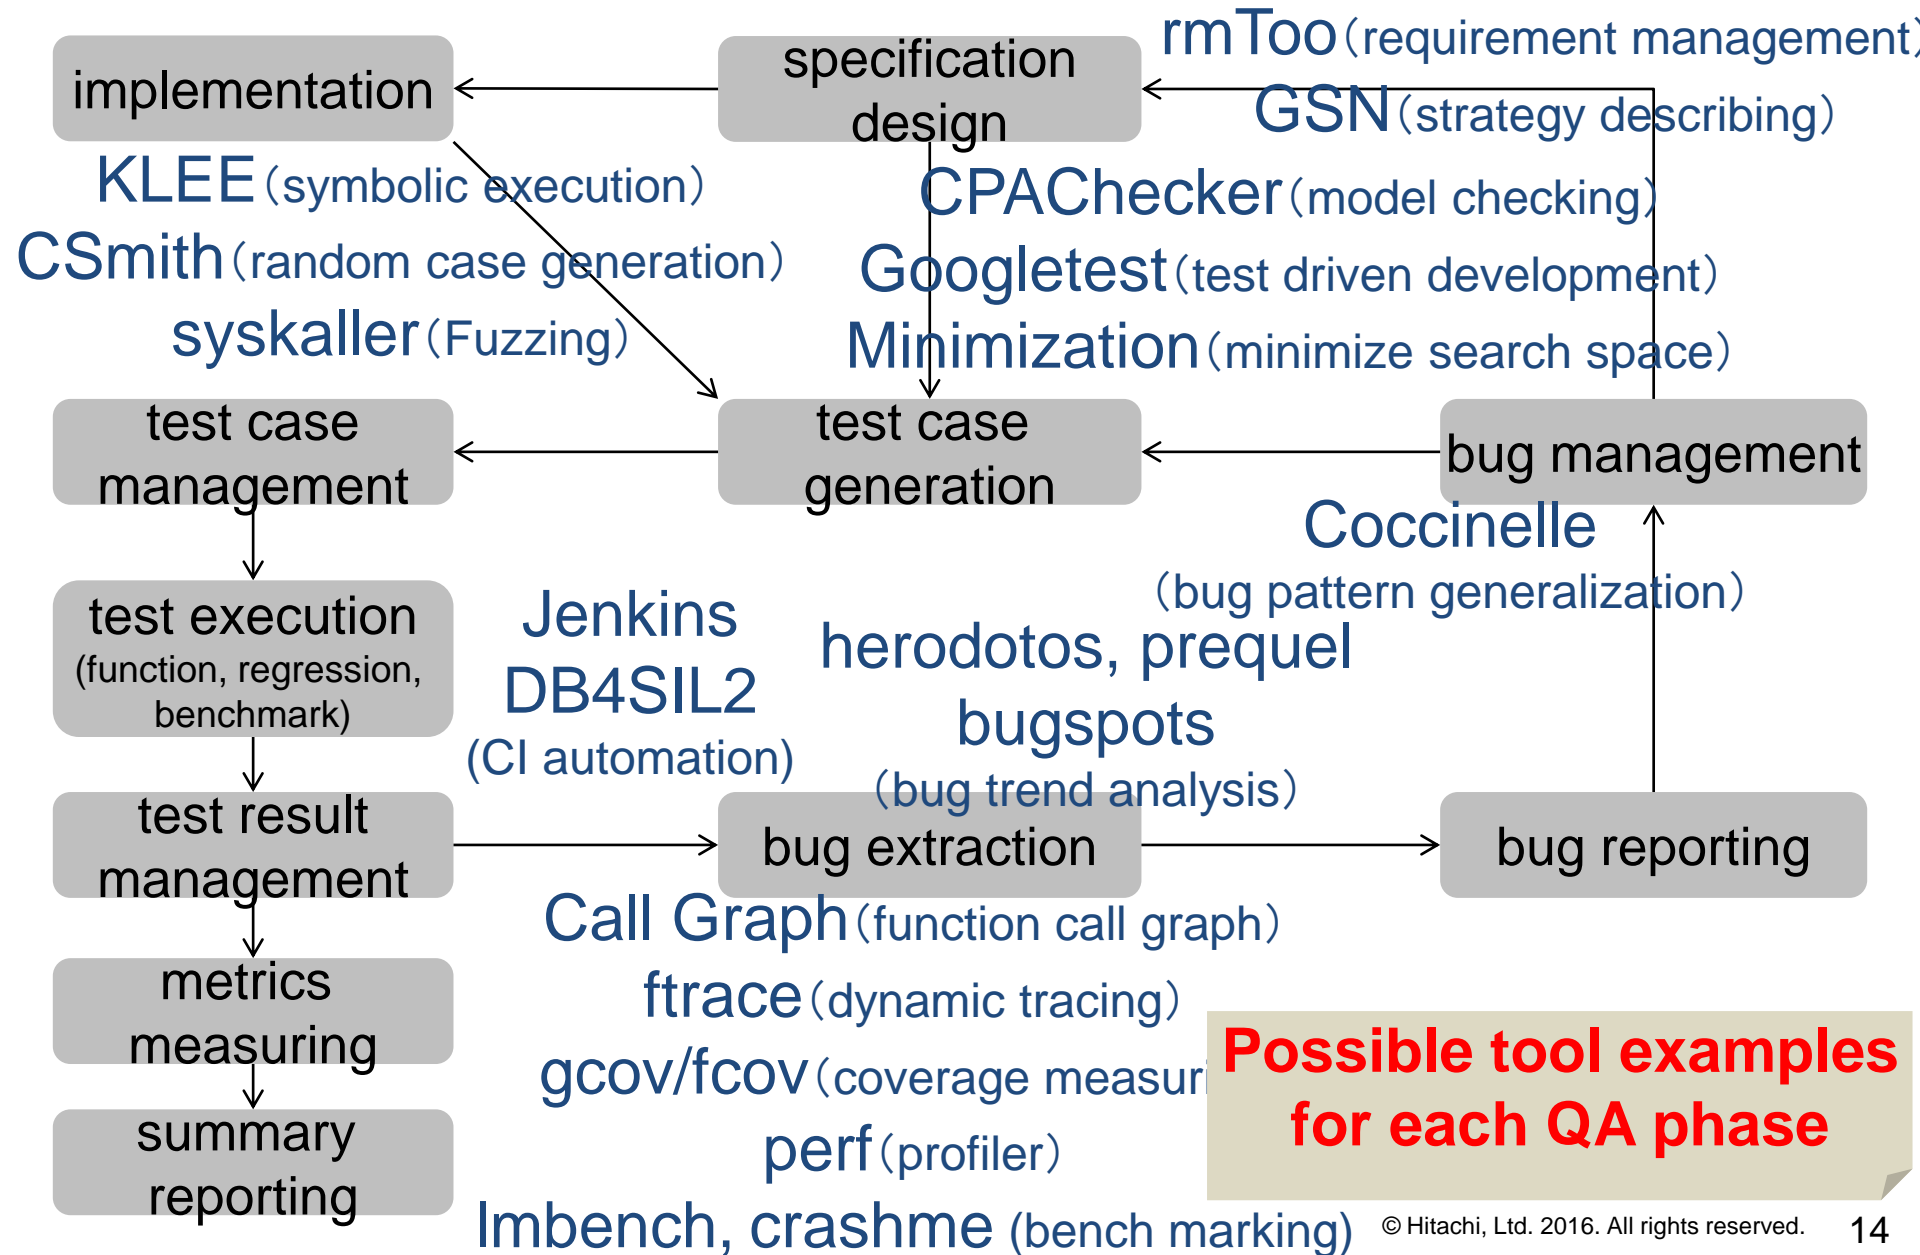 rmToo（requirement management）
specification
design
implementation
GSN（strategy describing）
KLEE（symbolic execution）
CPAChecker（model checking）
CSmith（random case generation）
Googletest（test driven development）
syskaller（Fuzzing）
Minimization（minimize search space）
test case
management
test case
generation
bug management
Coccinelle
（bug pattern generalization）
test execution
(function, regression,
benchmark)
Jenkins
DB4SIL2
(CI automation)
herodotos, prequel
bugspots
（bug trend analysis）
test result
management
bug extraction
bug reporting
Call Graph（function call graph）
metrics
measuring
ftrace（dynamic tracing）
gcov/fcov（coverage
Possible tool examples
for each QA phase
summary
reporting
perf（profiler）
lmbench, crashme (bench marking)
© Hitachi, Ltd. 2016. All rights reserved.
14